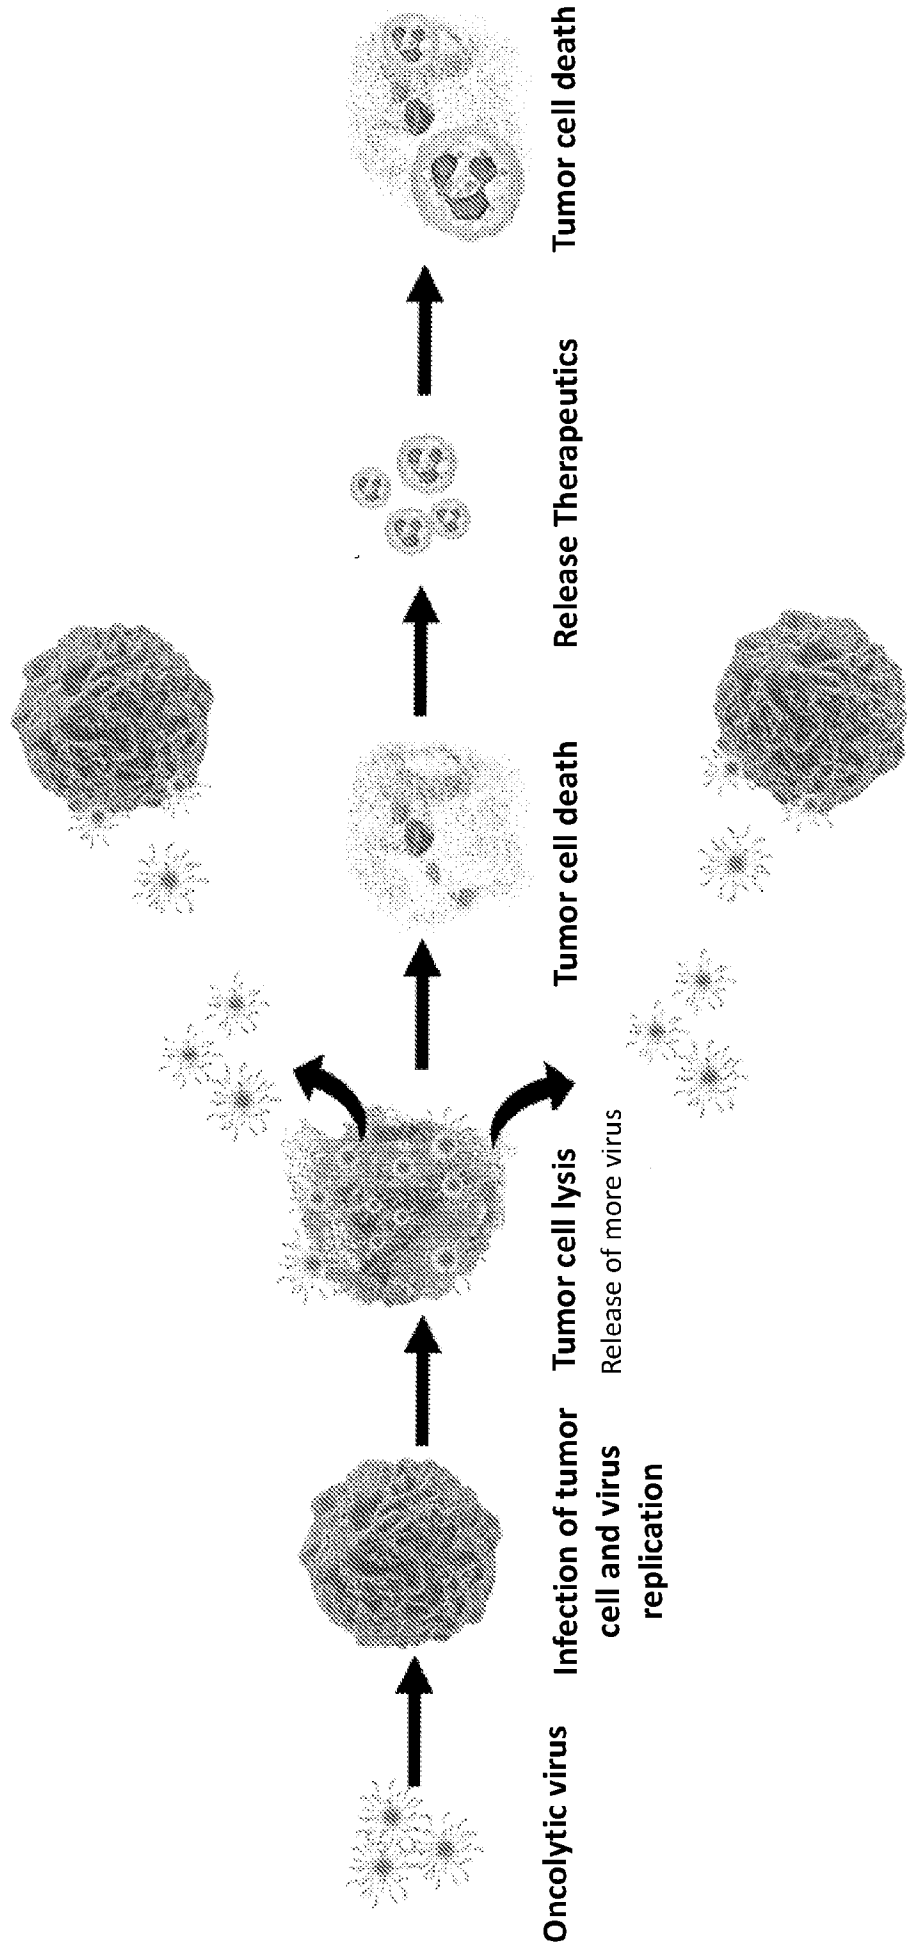 Oncolytic virus
Infection of tumor
cell and virus
replication
Tumor cell lysis
Release of more virus
Tumor cell death
Release Therapeutics
Tumor cell death